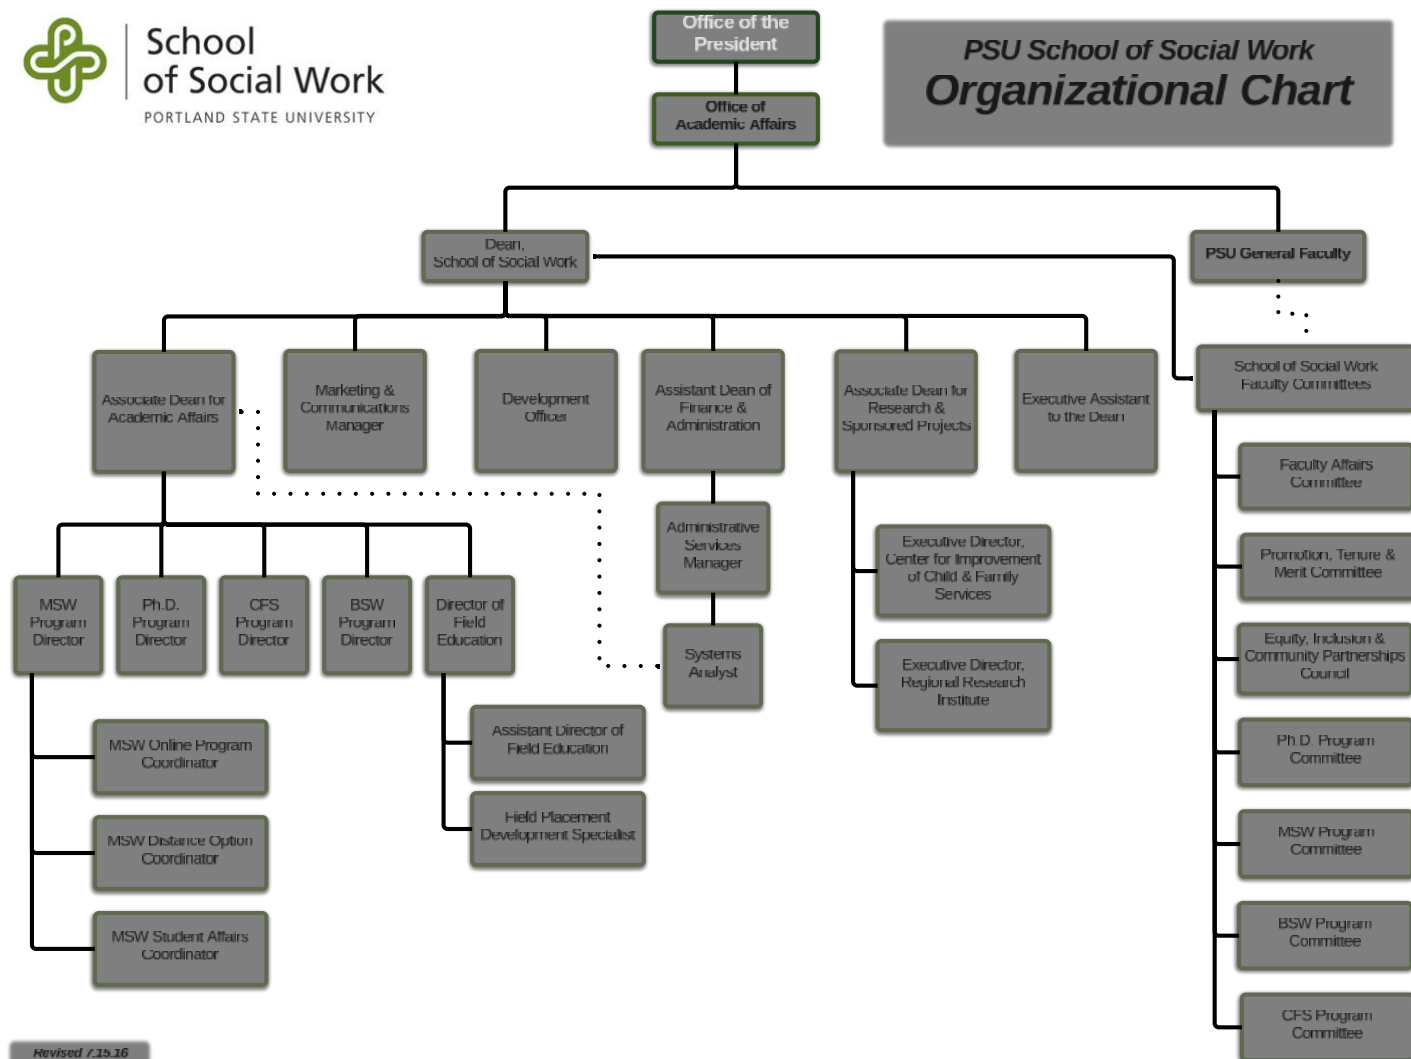 School
of Social Work
PORTLAND STATE UNIVERSITY
Office of the
President
PSU School of Social Work
Organizational Chart
Office of
Academic Affairs
Dean,
School of Social Work
PSU General Faculty
Associate Dean for
Academic Affairs
Marketing &
Communications
Manager
Development
Officer
Assistant Dean of
Finance &
Administration
Associate Dean for
Research &
Sponsored Projects
Executive Assistant
to the Dean
School of Social Work
Faculty Committees
Administrative
Services
Manager
Systems
Analyst
Executive Director,
Center for Improvement
of Child & Family
Services
Executive Director,
Regional Research
Institute
MSW
Program
Director
Ph.D.
Program
Director
CFS
Program
Director
BSW
Program
Director
Director of
Field
Education
MSW Online Program
Coordinator
MSW Distance Option
Coordinator
MSW Student Affairs
Coordinator
Assistant Director of
Field Education
Field Placement
Development Specialist
Faculty Affairs
Committee
Promotion, Tenure &
Merit Committee
Equity, Inclusion &
Community Partnerships
Council
Ph.D. Program
Committee
MSW Program
Committee
BSW Program
Committee
CFS Program
Committee
Revised 7.15.16